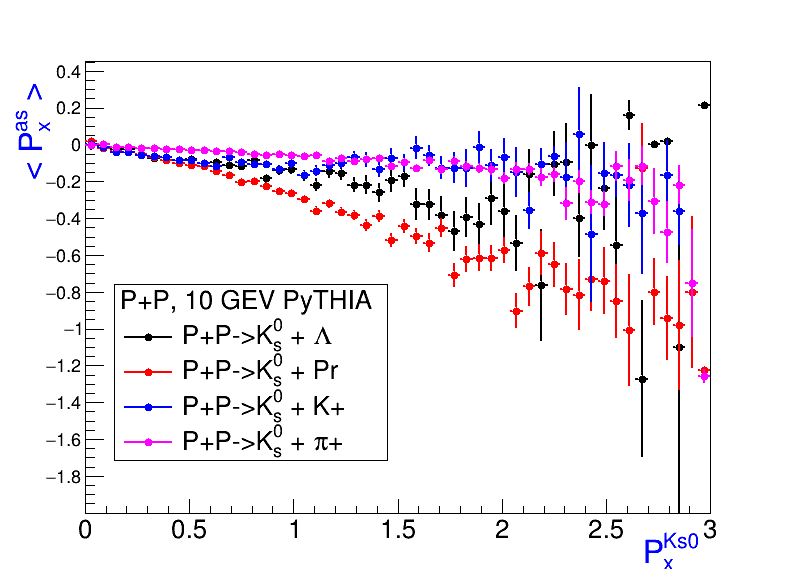 < P_x^as >
0.4
0.2
0
−0.2
−0.4
−0.6
−0.8
−1
−1.2
−1.4
−1.6
−1.8
P+P, 10 GEV PyTHIA
P+P->K_s^0 + Λ
P+P->K_s^0 + Pr
P+P->K_s^0 + K+
P+P->K_s^0 + π+
0 0.5 1 1.5 2 2.5 3
P_x^Ks0